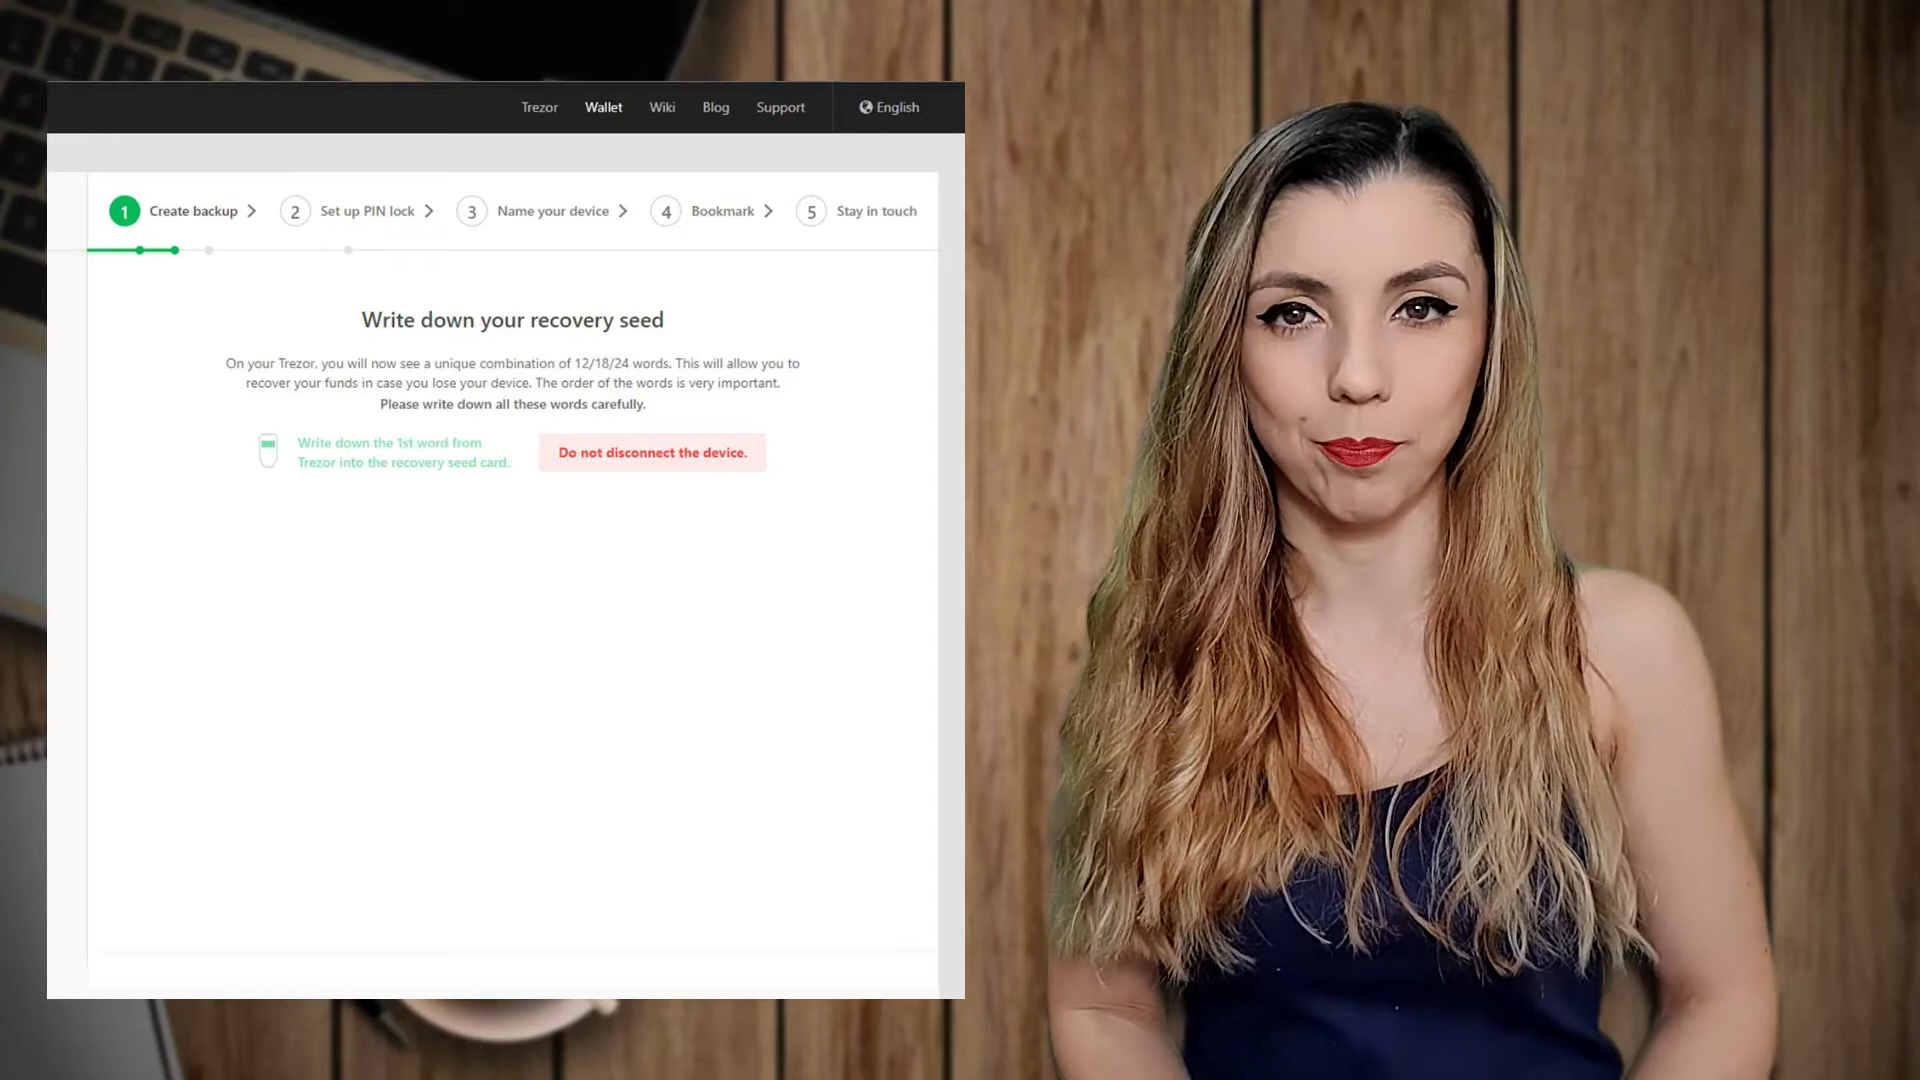 Trezor Wallet Wiki Blog Support English
1 Create backup 2 Set up PIN lock 3 Name your device 4 Bookmark 5 Stay in touch
Write down your recovery seed
On your Trezor, you will now see a unique combination of 12/18/24 words. This will allow you to
recover your funds in case you lose your device. The order of the words is very important.
Please write down all these words carefully.
Write down the 1st word from
Trezor into the recovery seed card.
Do not disconnect the device.